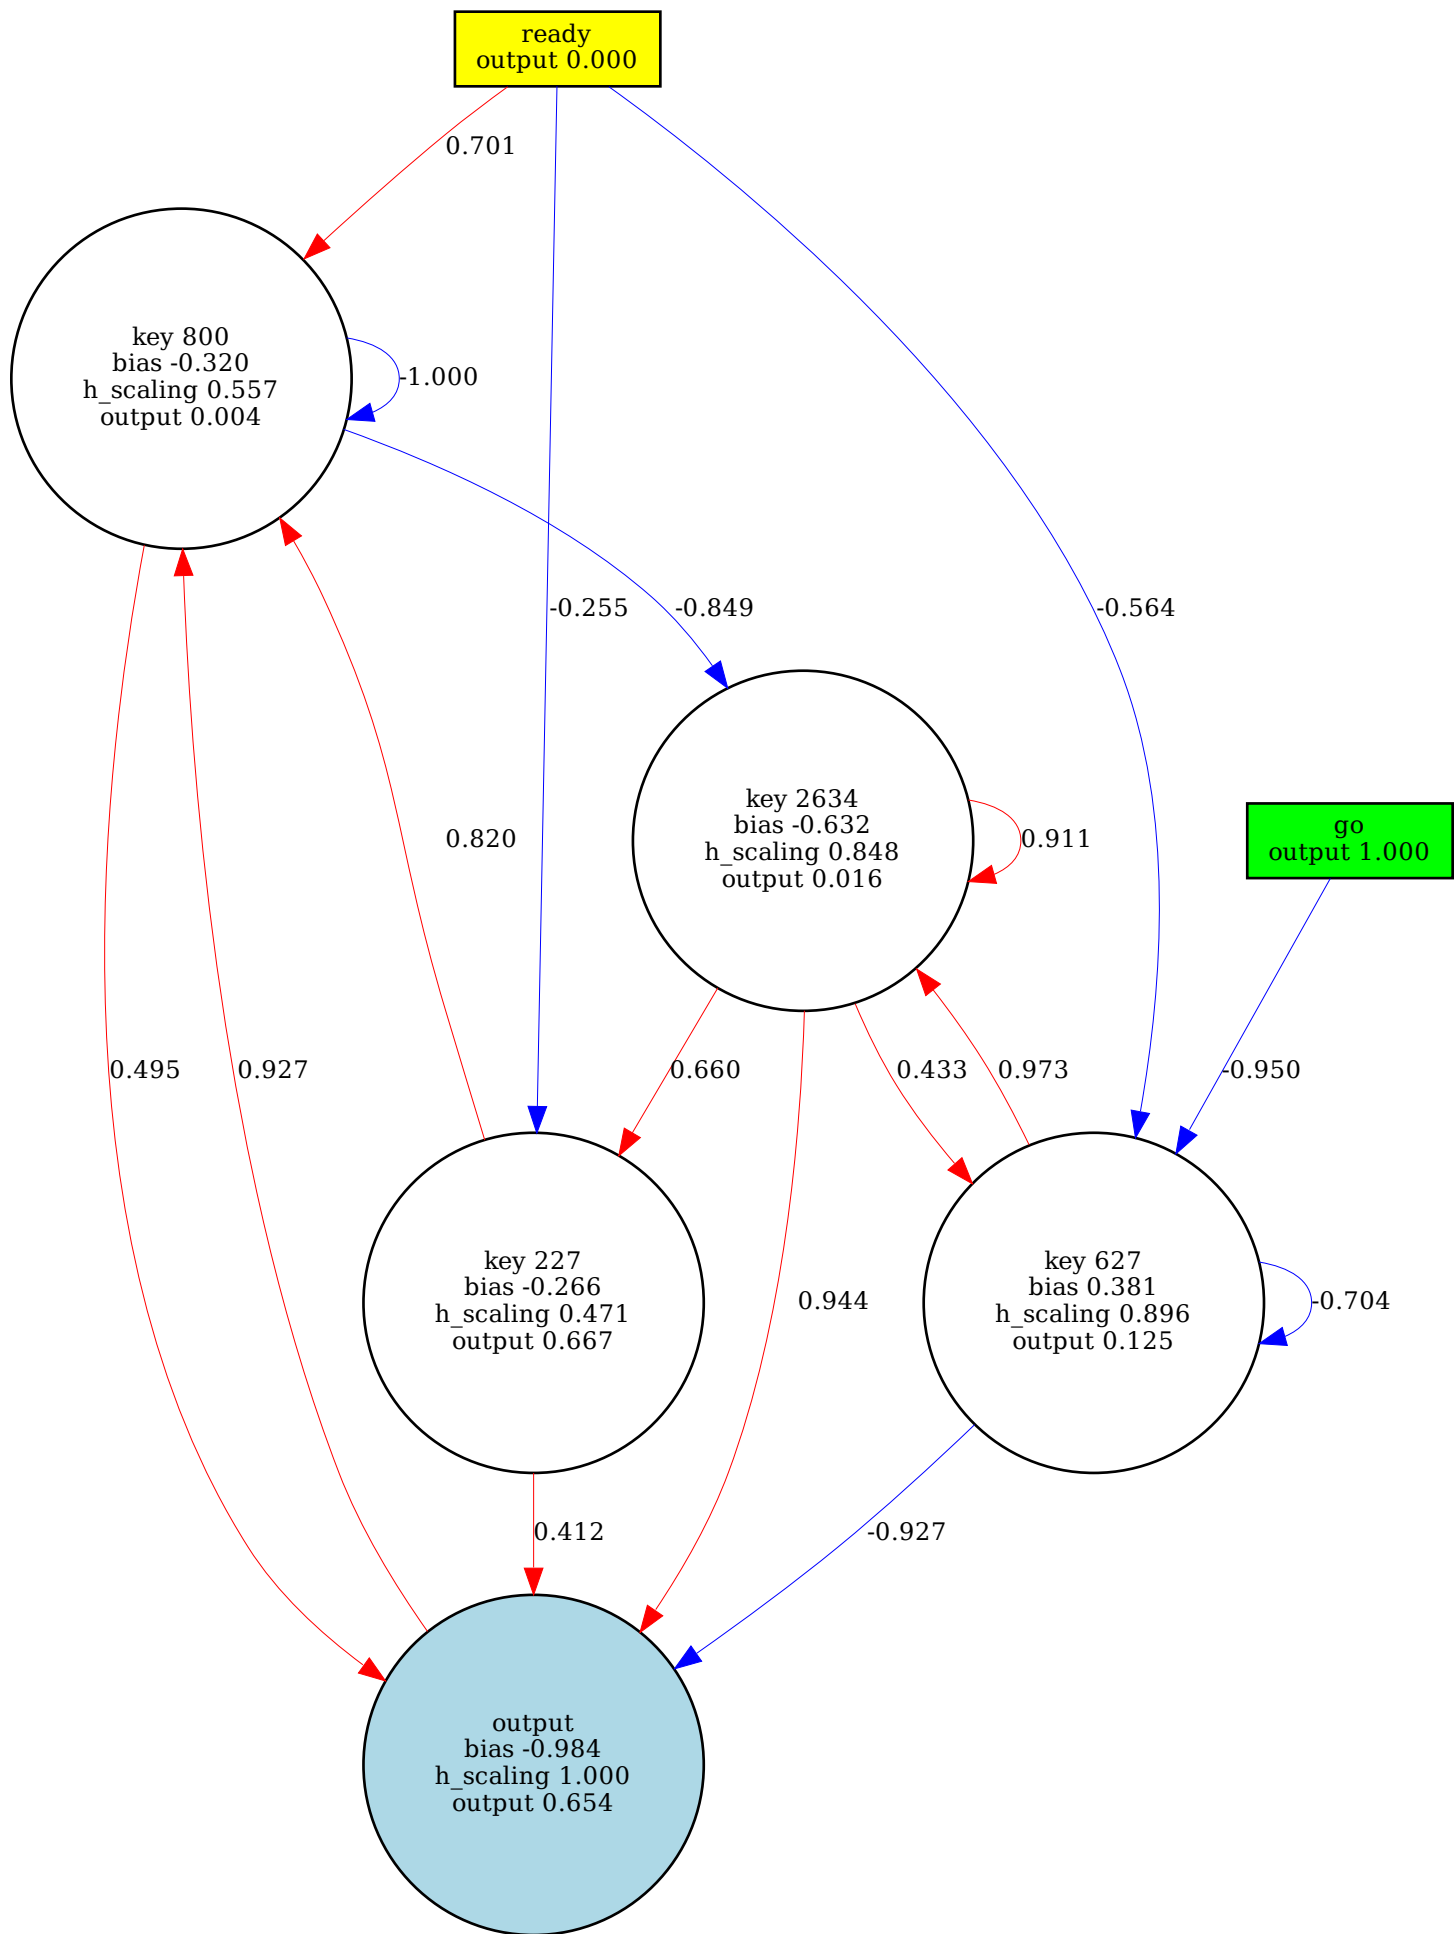 ready
output 0.000
0.701
key 800
bias -0.320
h_scaling 0.557
output 0.004
-1.000
-0.255
-0.849
-0.564
key 2634
bias -0.632
h_scaling 0.848
output 0.016
0.911
0.820
go
output 1.000
0.495
0.927
0.660
0.433
0.973
-0.950
key 227
bias -0.266
h_scaling 0.471
output 0.667
0.944
key 627
bias 0.381
h_scaling 0.896
output 0.125
-0.704
0.412
-0.927
output
bias -0.984
h_scaling 1.000
output 0.654